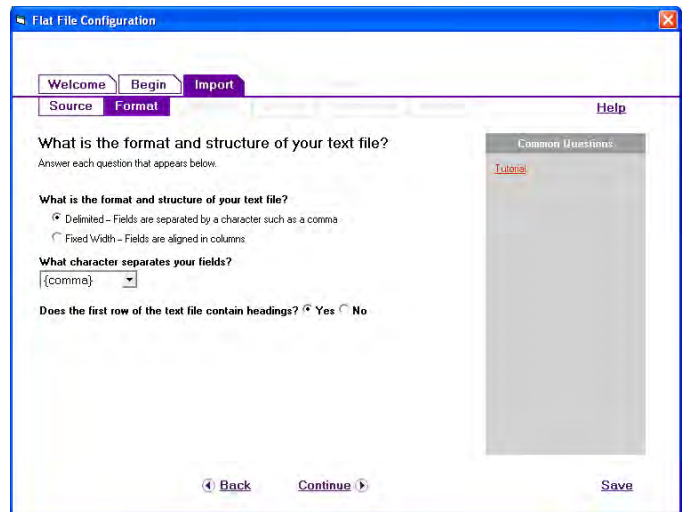 Flat File Configuration
Welcome Begin Import
Source Format
Help
What is the format and structure of your text file?
Answer each question that appears below.
Common Questions
Tutorial
What is the format and structure of your text file?
Delimited – Fields are separated by a character such as a comma
Fixed Width – Fields are aligned in columns
What character separates your fields?
{comma}
Does the first row of the text file contain headings? Yes No
Back Continue Save